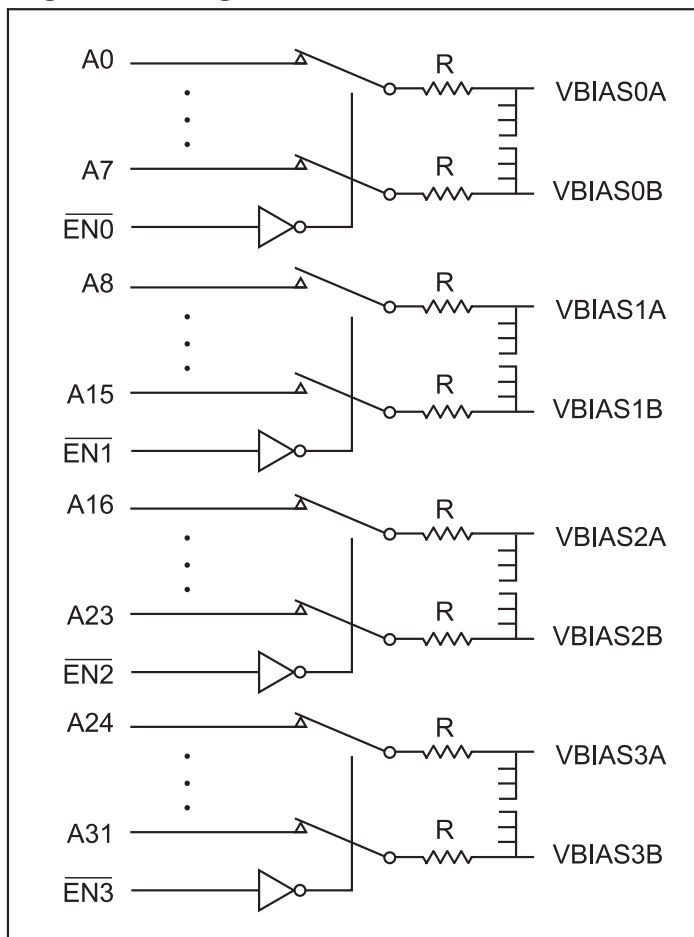 A0
R
VBIAS0A
A7
R
VBIAS0B
EN0
A8
R
VBIAS1A
A15
R
VBIAS1B
EN1
A16
R
VBIAS2A
A23
R
VBIAS2B
EN2
A24
R
VBIAS3A
A31
R
VBIAS3B
EN3